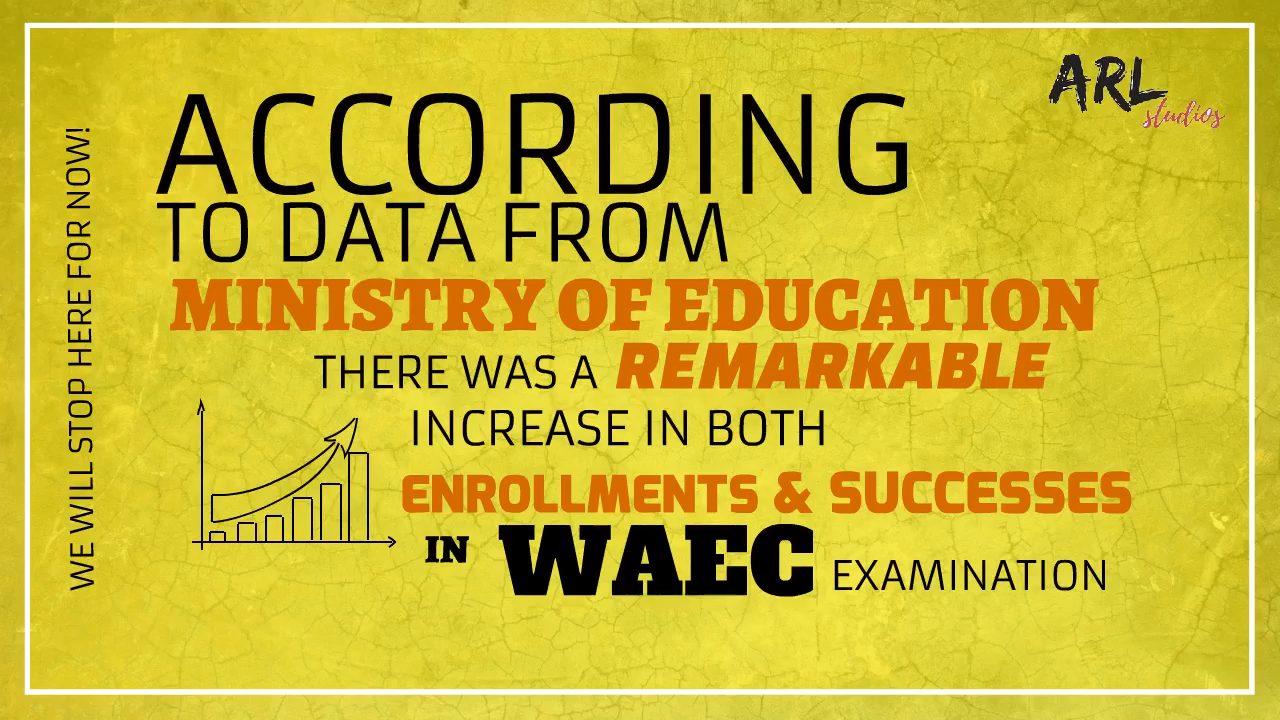 ARL
studios
WE WILL STOP HERE FOR NOW!
ACCORDING
TO DATA FROM
MINISTRY OF EDUCATION
THERE WAS A REMARKABLE
INCREASE IN BOTH
ENROLLMENTS & SUCCESSES
IN WAEC EXAMINATION